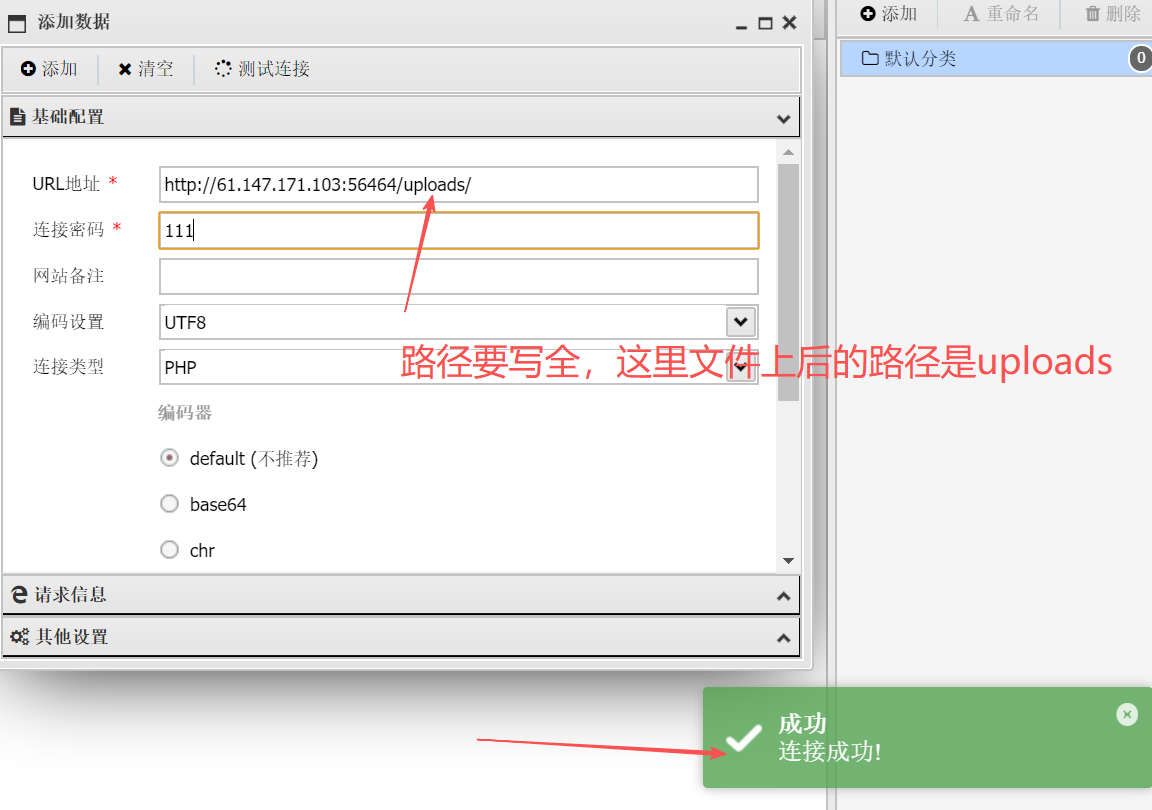 添加数据
添加 清空 测试连接
基础配置
URL地址 * http://61.147.171.103:56464/uploads/
连接密码 * 111
网站备注
编码设置 UTF8
连接类型 PHP
路径要写全，这里文件上后的路径是uploads
编码器
default (不推荐)
base64
chr
请求信息
其他设置
添加 A 重命名 删除
默认分类 0
成功
连接成功!